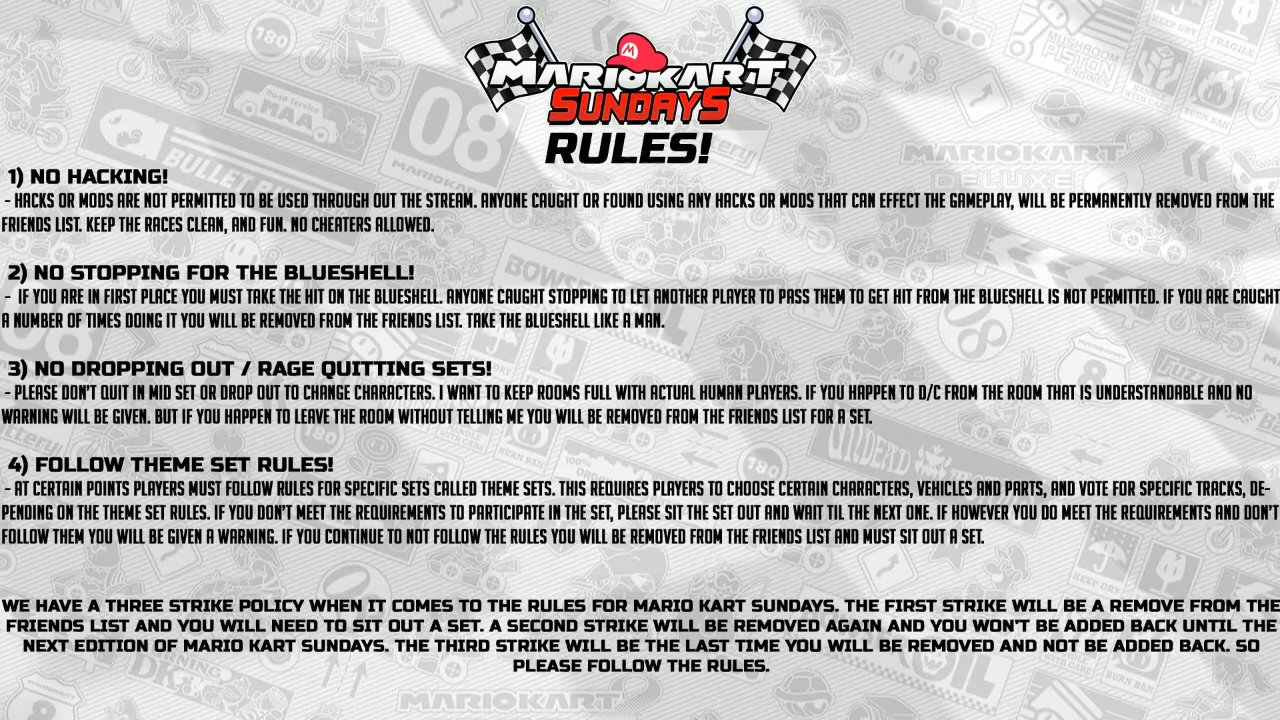 MARIOKART
SUNDAYS
RULES!
1) NO HACKING!
- HACKS OR MODS ARE NOT PERMITTED TO BE USED THROUGH OUT THE STREAM. ANYONE CAUGHT OR FOUND USING ANY HACKS OR MODS THAT CAN EFFECT THE GAMEPLAY, WILL BE PERMANENTLY REMOVED FROM THE
FRIENDS LIST. KEEP THE RACES CLEAN, AND FUN. NO CHEATERS ALLOWED.
2) NO STOPPING FOR THE BLUESHELL!
- IF YOU ARE IN FIRST PLACE YOU MUST TAKE THE HIT ON THE BLUESHELL. ANYONE CAUGHT STOPPING TO LET ANOTHER PLAYER TO PASS THEM TO GET HIT FROM THE BLUESHELL IS NOT PERMITTED. IF YOU ARE CAUGHT
A NUMBER OF TIMES DOING IT YOU WILL BE REMOVED FROM THE FRIENDS LIST. TAKE THE BLUESHELL LIKE A MAN.
3) NO DROPPING OUT / RAGE QUITTING SETS!
- PLEASE DON'T QUIT IN MID SET OR DROP OUT TO CHANGE CHARACTERS. I WANT TO KEEP ROOMS FULL WITH ACTUAL HUMAN PLAYERS. IF YOU HAPPEN TO D/C FROM THE ROOM THAT IS UNDERSTANDABLE AND NO
WARNING WILL BE GIVEN. BUT IF YOU HAPPEN TO LEAVE THE ROOM WITHOUT TELLING ME YOU WILL BE REMOVED FROM THE FRIENDS LIST FOR A SET.
4) FOLLOW THEME SET RULES!
- AT CERTAIN POINTS PLAYERS MUST FOLLOW RULES FOR SPECIFIC SETS CALLED THEME SETS. THIS REQUIRES PLAYERS TO CHOOSE CERTAIN CHARACTERS, VEHICLES AND PARTS, AND VOTE FOR SPECIFIC TRACKS, DE-
PENDING ON THE THEME SET RULES. IF YOU DON'T MEET THE REQUIREMENTS TO PARTICIPATE IN THE SET, PLEASE SIT THE SET OUT AND WAIT TIL THE NEXT ONE. IF HOWEVER YOU DO MEET THE REQUIREMENTS AND DON'T
FOLLOW THEM YOU WILL BE GIVEN A WARNING. IF YOU CONTINUE TO NOT FOLLOW THE RULES YOU WILL BE REMOVED FROM THE FRIENDS LIST AND MUST SIT OUT A SET.
WE HAVE A THREE STRIKE POLICY WHEN IT COMES TO THE RULES FOR MARIO KART SUNDAYS. THE FIRST STRIKE WILL BE A REMOVE FROM THE
FRIENDS LIST AND YOU WILL NEED TO SIT OUT A SET. A SECOND STRIKE WILL BE REMOVED AGAIN AND YOU WON'T BE ADDED BACK UNTIL THE
NEXT EDITION OF MARIO KART SUNDAYS. THE THIRD STRIKE WILL BE THE LAST TIME YOU WILL BE REMOVED AND NOT BE ADDED BACK. SO
PLEASE FOLLOW THE RULES.